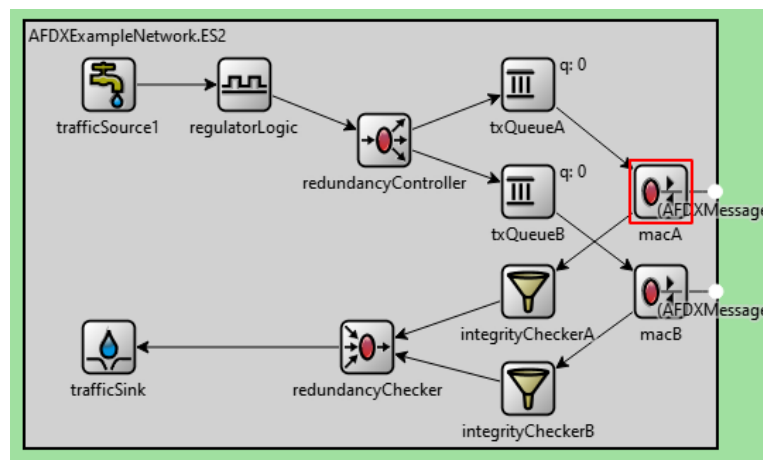 AFDXExampleNetwork.ES2
q: 0
trafficSource1
regulatorLogic
txQueueA
redundancyController
q: 0
(AFDXMessage
txQueueB
macA
(AFDXMessage
integrityCheckerA
macB
trafficSink
redundancyChecker
integrityCheckerB